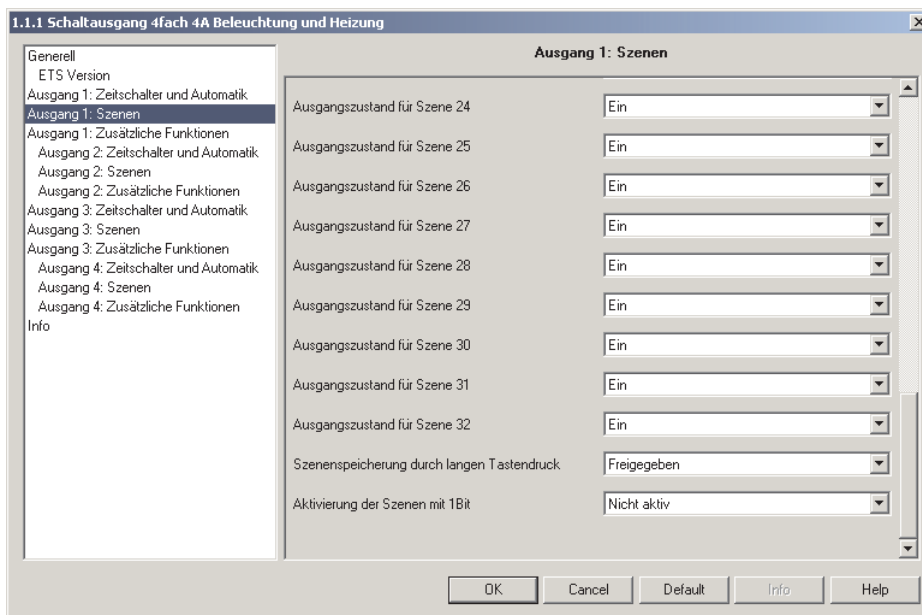 1.1.1 Schaltausgang 4fach 4A Beleuchtung und Heizung
Generell
ETS Version
Ausgang 1: Zeitschalter und Automatik
Ausgang 1: Szenen
Ausgang 1: Zusätzliche Funktionen
Ausgang 2: Zeitschalter und Automatik
Ausgang 2: Szenen
Ausgang 2: Zusätzliche Funktionen
Ausgang 3: Zeitschalter und Automatik
Ausgang 3: Szenen
Ausgang 3: Zusätzliche Funktionen
Ausgang 4: Zeitschalter und Automatik
Ausgang 4: Szenen
Ausgang 4: Zusätzliche Funktionen
Info
Ausgang 1: Szenen
Ausgangszustand für Szene 24 Ein
Ausgangszustand für Szene 25 Ein
Ausgangszustand für Szene 26 Ein
Ausgangszustand für Szene 27 Ein
Ausgangszustand für Szene 28 Ein
Ausgangszustand für Szene 29 Ein
Ausgangszustand für Szene 30 Ein
Ausgangszustand für Szene 31 Ein
Ausgangszustand für Szene 32 Ein
Szenenspeicherung durch langen Tastendruck Freigegeben
Aktivierung der Szenen mit 1Bit Nicht aktiv
OK Cancel Default Info Help